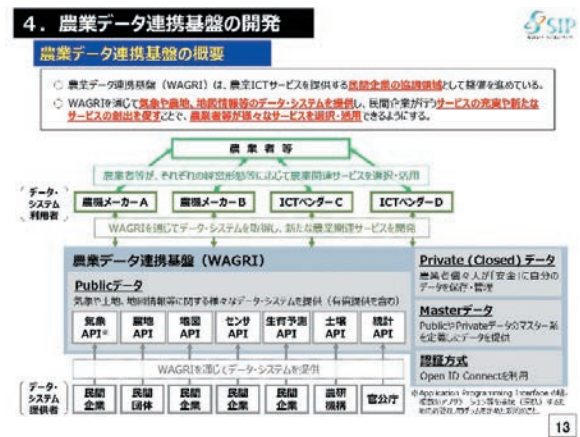 4．農業データ連携基盤の開発
SIP
農業データ連携基盤の概要
○ 農業データ連携基盤（WAGRI）は、農業ICTサービスを提供する民間企業の協調領域として整備を進めている。
○ WAGRIを通じて気象や農地、地図情報等のデータ・システムを提供し、民間企業が行うサービスの充実や新たな
サービスの創出を促すことで、農業者等が様々なサービスを選択・活用できるようにする。
農業者等
農業者等が、それぞれの経営形態等に応じて農業関連サービスを選択・活用
データ・
システム
利用者
農機メーカーA
農機メーカーB
ICTベンダーC
ICTベンダーD
WAGRIを通じてデータ・システムを取得し、新たな農業関連サービスを開発
農業データ連携基盤（WAGRI）
Publicデータ
気象や土地、地図情報等に関する様々なデータ・システムを提供（有償提供を含む）
気象
API※
農地
API
地図
API
センサ
API
生育予測
API
土壌
API
統計
API
WAGRIを通じてデータ・システムを提供
データ・
システム
提供者
民間
企業
民間
団体
民間
企業
民間
企業
民間
企業
農研
機構
官公庁
Private (Closed) データ
農業者個々人が「安全」に自分の
データを保存・管理
Masterデータ
PublicやPrivateデータのマスター系
を定義したデータを提供
認証方式
Open ID Connectを利用
※Application Programming Interface
13